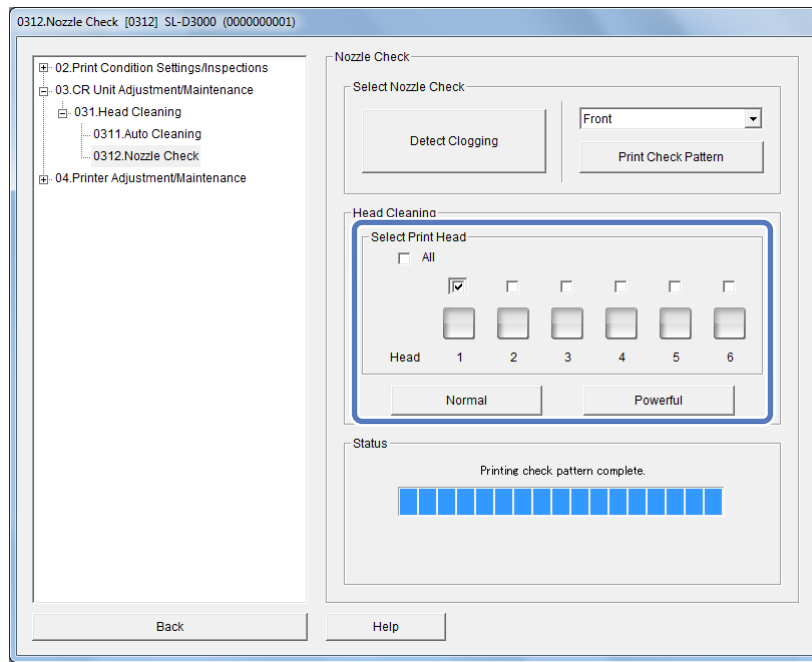 0312.Nozzle Check [0312] SL-D3000 (0000000001)
02.Print Condition Settings/Inspections
03.CR Unit Adjustment/Maintenance
031.Head Cleaning
0311.Auto Cleaning
0312.Nozzle Check
04.Printer Adjustment/Maintenance
Nozzle Check
Select Nozzle Check
Detect Clogging
Front
Print Check Pattern
Head Cleaning
Select Print Head
All
Head 1 2 3 4 5 6
Normal Powerful
Status
Printing check pattern complete.
Back Help